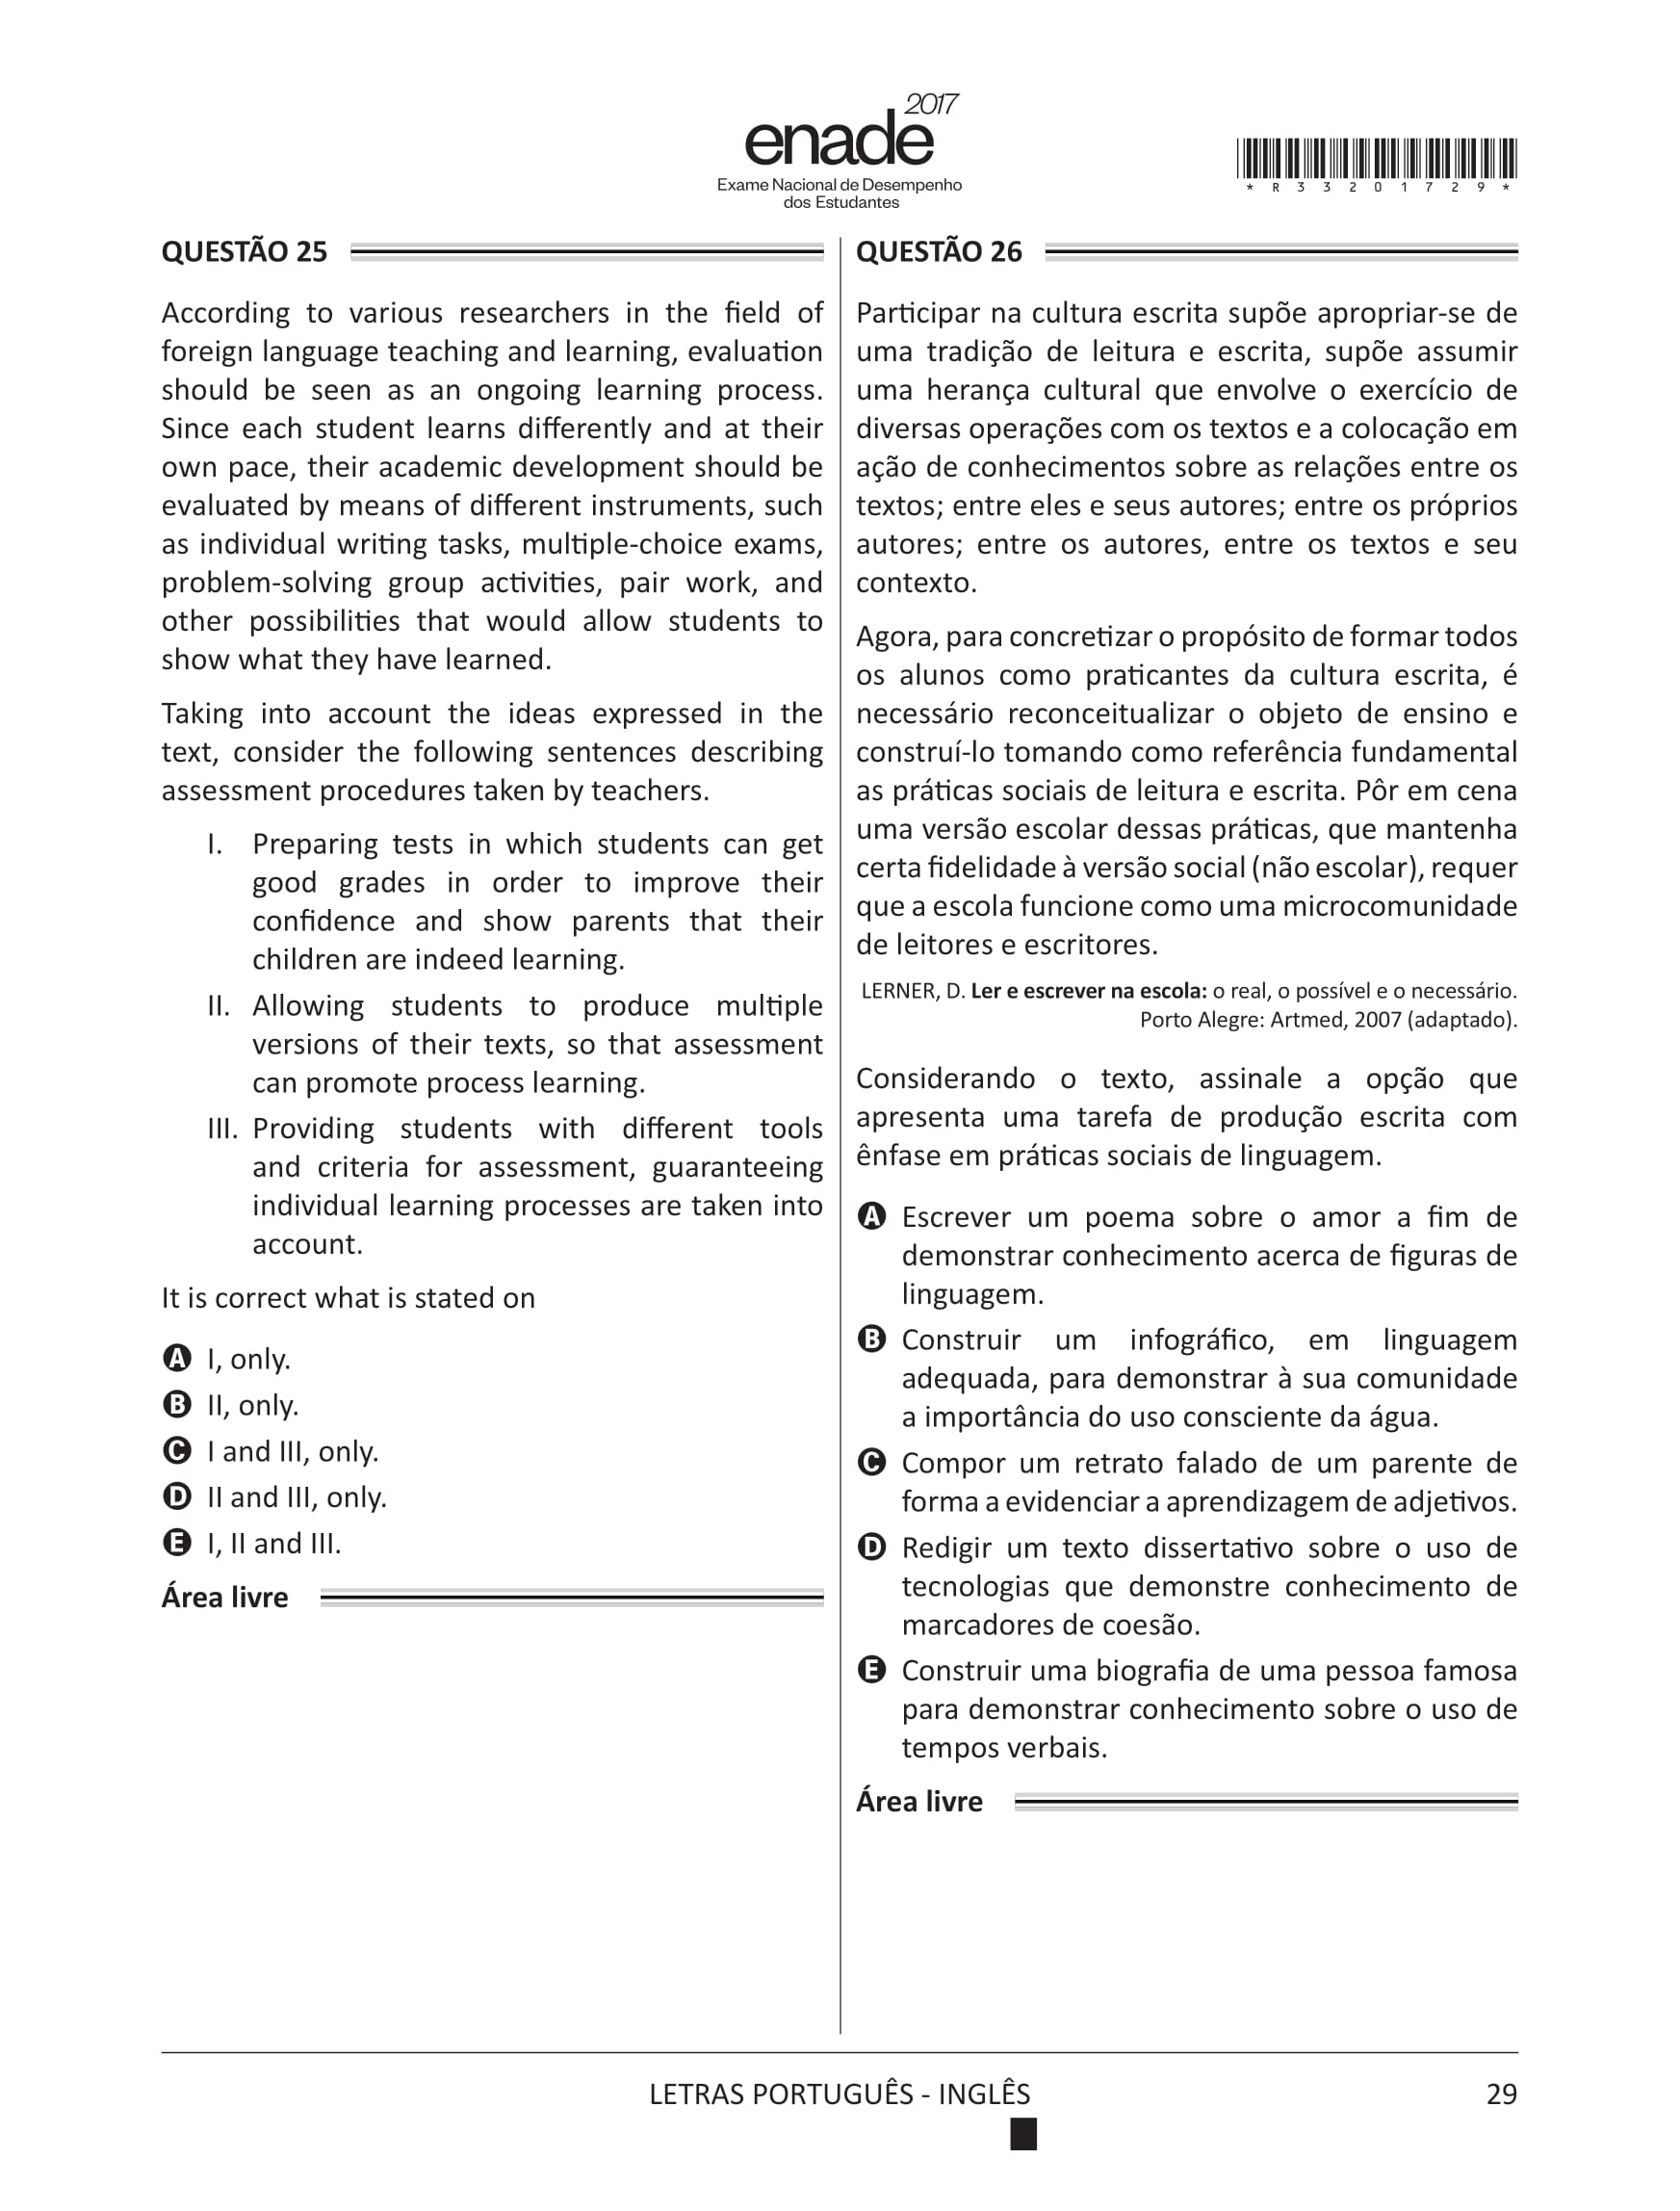 2017
enade
Exame Nacional de Desempenho
dos Estudantes
* R 3 3 2 0 1 7 2 9 *
QUESTÃO 25
According to various researchers in the field of
foreign language teaching and learning, evaluation
should be seen as an ongoing learning process.
Since each student learns differently and at their
own pace, their academic development should be
evaluated by means of different instruments, such
as individual writing tasks, multiple-choice exams,
problem-solving group activities, pair work, and
other possibilities that would allow students to
show what they have learned.
Taking into account the ideas expressed in the
text, consider the following sentences describing
assessment procedures taken by teachers.
I. Preparing tests in which students can get
good grades in order to improve their
confidence and show parents that their
children are indeed learning.
II. Allowing students to produce multiple
versions of their texts, so that assessment
can promote process learning.
III. Providing students with different tools
and criteria for assessment, guaranteeing
individual learning processes are taken into
account.
It is correct what is stated on
A I, only.
B II, only.
C I and III, only.
D II and III, only.
E I, II and III.
Área livre
QUESTÃO 26
Participar na cultura escrita supõe apropriar-se de
uma tradição de leitura e escrita, supõe assumir
uma herança cultural que envolve o exercício de
diversas operações com os textos e a colocação em
ação de conhecimentos sobre as relações entre os
textos; entre eles e seus autores; entre os próprios
autores; entre os autores, entre os textos e seu
contexto.
Agora, para concretizar o propósito de formar todos
os alunos como praticantes da cultura escrita, é
necessário reconceitualizar o objeto de ensino e
construí-lo tomando como referência fundamental
as práticas sociais de leitura e escrita. Pôr em cena
uma versão escolar dessas práticas, que mantenha
certa fidelidade à versão social (não escolar), requer
que a escola funcione como uma microcomunidade
de leitores e escritores.
LERNER, D. Ler e escrever na escola: o real, o possível e o necessário.
Porto Alegre: Artmed, 2007 (adaptado).
Considerando o texto, assinale a opção que
apresenta uma tarefa de produção escrita com
ênfase em práticas sociais de linguagem.
A Escrever um poema sobre o amor a fim de
demonstrar conhecimento acerca de figuras de
linguagem.
B Construir um infográfico, em linguagem
adequada, para demonstrar à sua comunidade
a importância do uso consciente da água.
C Compor um retrato falado de um parente de
forma a evidenciar a aprendizagem de adjetivos.
D Redigir um texto dissertativo sobre o uso de
tecnologias que demonstre conhecimento de
marcadores de coesão.
E Construir uma biografia de uma pessoa famosa
para demonstrar conhecimento sobre o uso de
tempos verbais.
Área livre
LETRAS PORTUGUÊS - INGLÊS
29